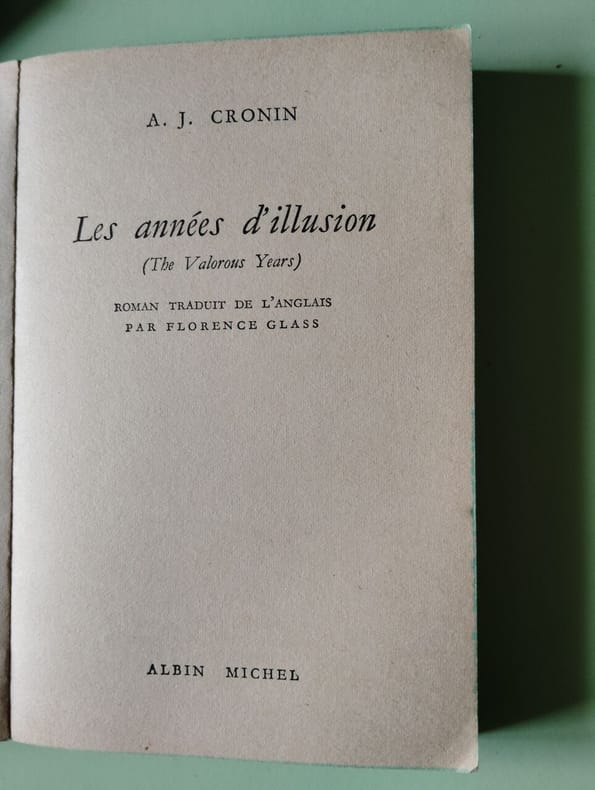 A. J. CRONIN
Les années d'illusion
(The Valorous Years)
ROMAN TRADUIT DE L'ANGLAIS
PAR FLORENCE GLASS
ALBIN MICHEL